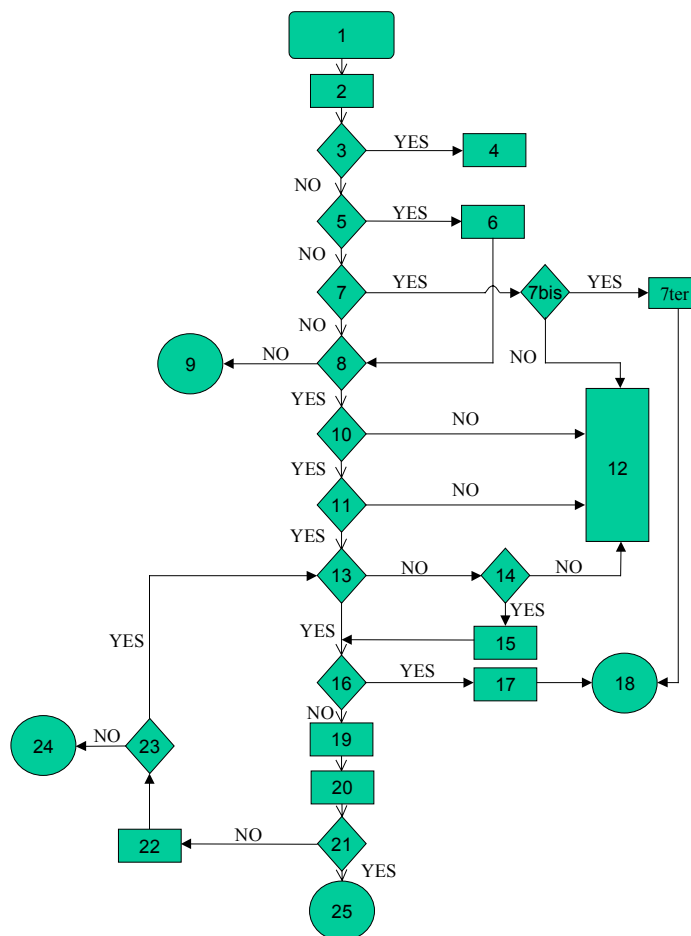 1
2
3 YES 4
NO
5 YES 6
NO
7 YES 7bis YES 7ter
NO
9 NO 8 NO
YES
10 NO 12
YES
11 NO
YES
13 NO 14 NO
YES YES
YES 15
16 YES 17 18
NO
24 NO 23 19
20
22 NO 21
YES
25